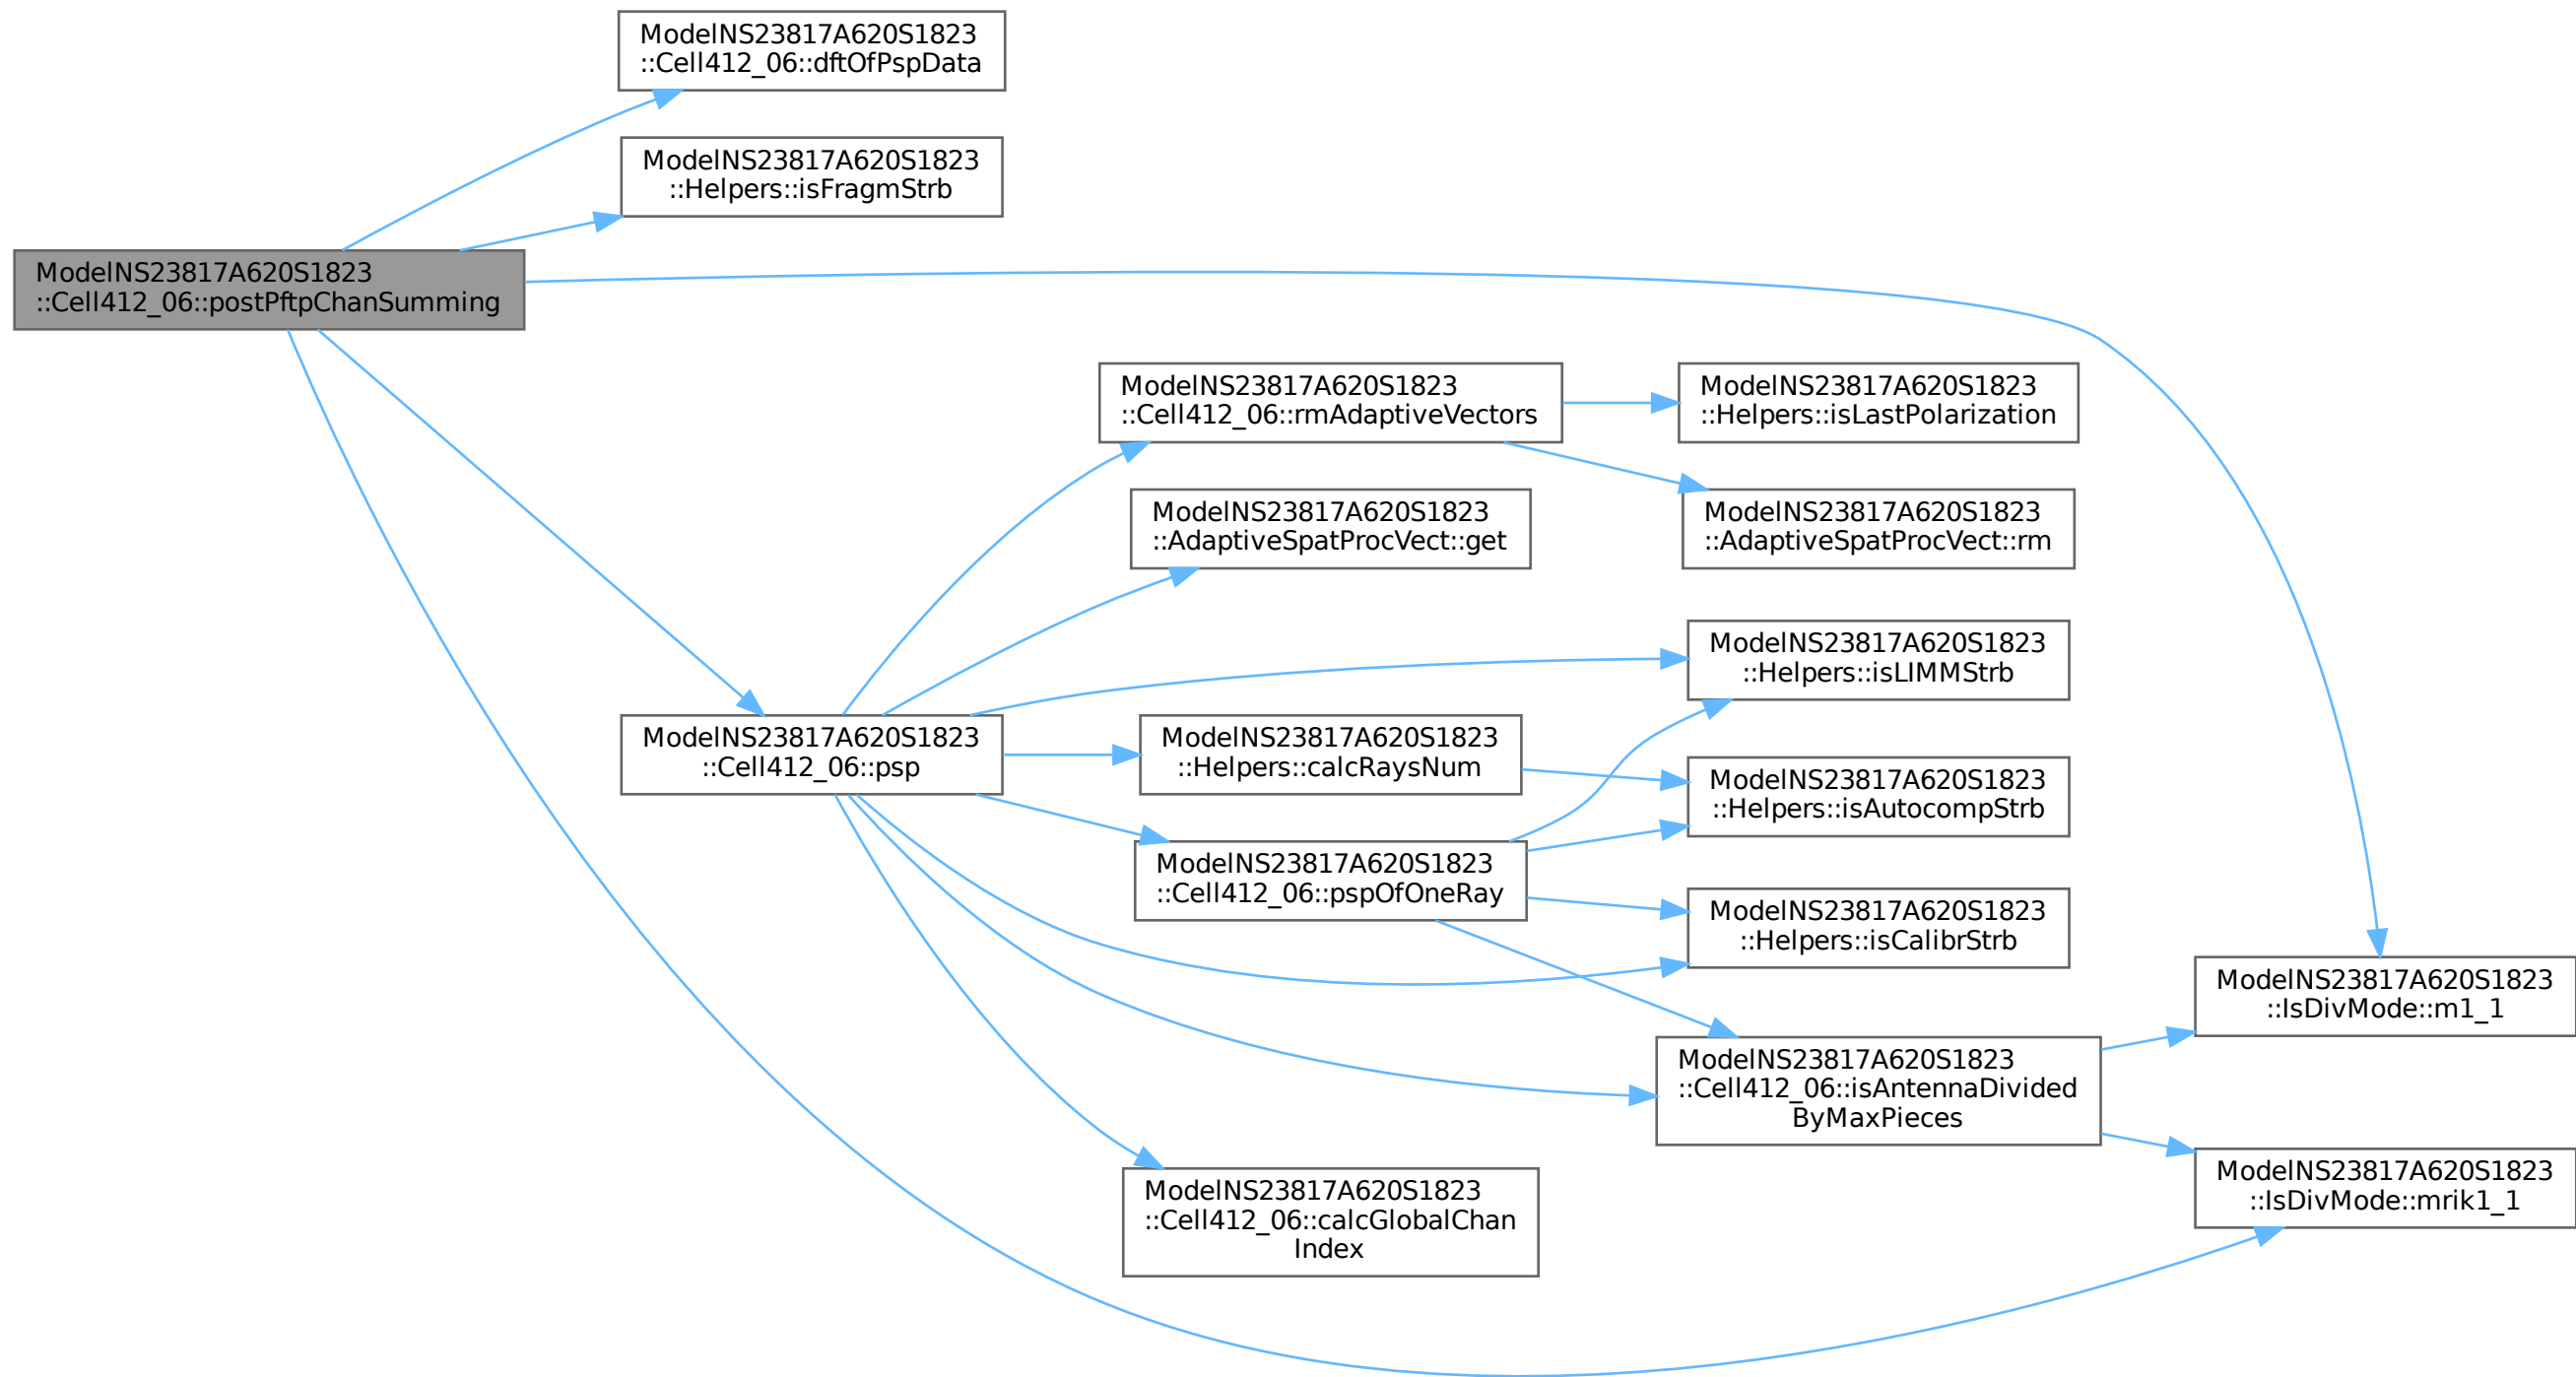 ModelNS23817A620S1823
::Cell412_06::dftOfPspData
ModelNS23817A620S1823
::Helpers::isFragmStrb
ModelNS23817A620S1823
::Cell412_06::postPftpChanSumming
ModelNS23817A620S1823
::Cell412_06::rmAdaptiveVectors
ModelNS23817A620S1823
::Helpers::isLastPolarization
ModelNS23817A620S1823
::AdaptiveSpatProcVect::get
ModelNS23817A620S1823
::AdaptiveSpatProcVect::rm
ModelNS23817A620S1823
::Helpers::isLIMMStrb
ModelNS23817A620S1823
::Cell412_06::psp
ModelNS23817A620S1823
::Helpers::calcRaysNum
ModelNS23817A620S1823
::Helpers::isAutocompStrb
ModelNS23817A620S1823
::Cell412_06::pspOfOneRay
ModelNS23817A620S1823
::Helpers::isCalibrStrb
ModelNS23817A620S1823
::IsDivMode::m1_1
ModelNS23817A620S1823
::Cell412_06::isAntennaDivided
ByMaxPieces
ModelNS23817A620S1823
::Cell412_06::calcGlobalChan
Index
ModelNS23817A620S1823
::IsDivMode::mrik1_1